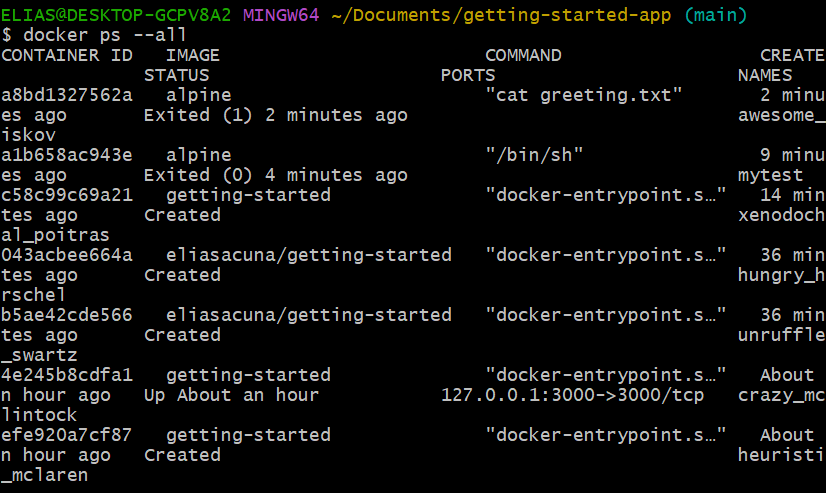 ELIAS@DESKTOP-GCPV8A2 MINGW64 ~/Documents/getting-started-app (main)
$ docker ps --all
CONTAINER ID   IMAGE                        COMMAND                  CREATE
             STATUS                     PORTS                      NAMES
a8bd1327562a   alpine                       "cat greeting.txt"       2 minu
es ago       Exited (1) 2 minutes ago                              awesome_
iskov
a1b658ac943e   alpine                       "/bin/sh"                9 minu
es ago       Exited (0) 4 minutes ago                              mytest
c58c99c69a21   getting-started              "docker-entrypoint.s…"   14 min
tes ago      Created                                               xenodoch
al_poitras
043acbee664a   eliasacuna/getting-started   "docker-entrypoint.s…"   36 min
tes ago      Created                                               hungry_h
rschel
b5ae42cde566   eliasacuna/getting-started   "docker-entrypoint.s…"   36 min
tes ago      Created                                               unruffle
_swartz
4e245b8cdfa1   getting-started              "docker-entrypoint.s…"   About
n hour ago   Up About an hour           127.0.0.1:3000->3000/tcp   crazy_mc
lintock
efe920a7cf87   getting-started              "docker-entrypoint.s…"   About
n hour ago   Created                                               heuristi
_mclaren